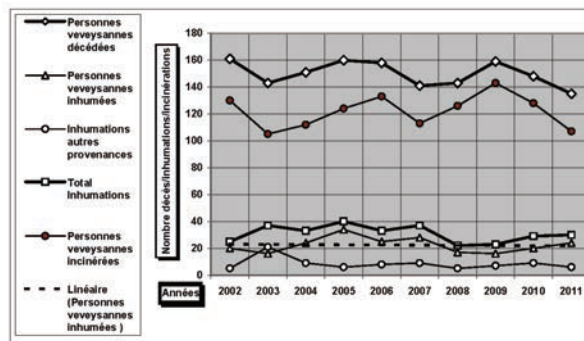 Personnes
veveysannes
décédées
Personnes
veveysannes
inhumées
Inhumations
autres
provenances
Total
Inhumations
Personnes
veveysannes
incinérées
Linéaire
(Personnes
veveysannes
inhumées )
Nombre décès/inhumations/incinérations
180
160
140
120
100
80
60
40
20
0
Années
2002 2003 2004 2005 2006 2007 2008 2009 2010 2011